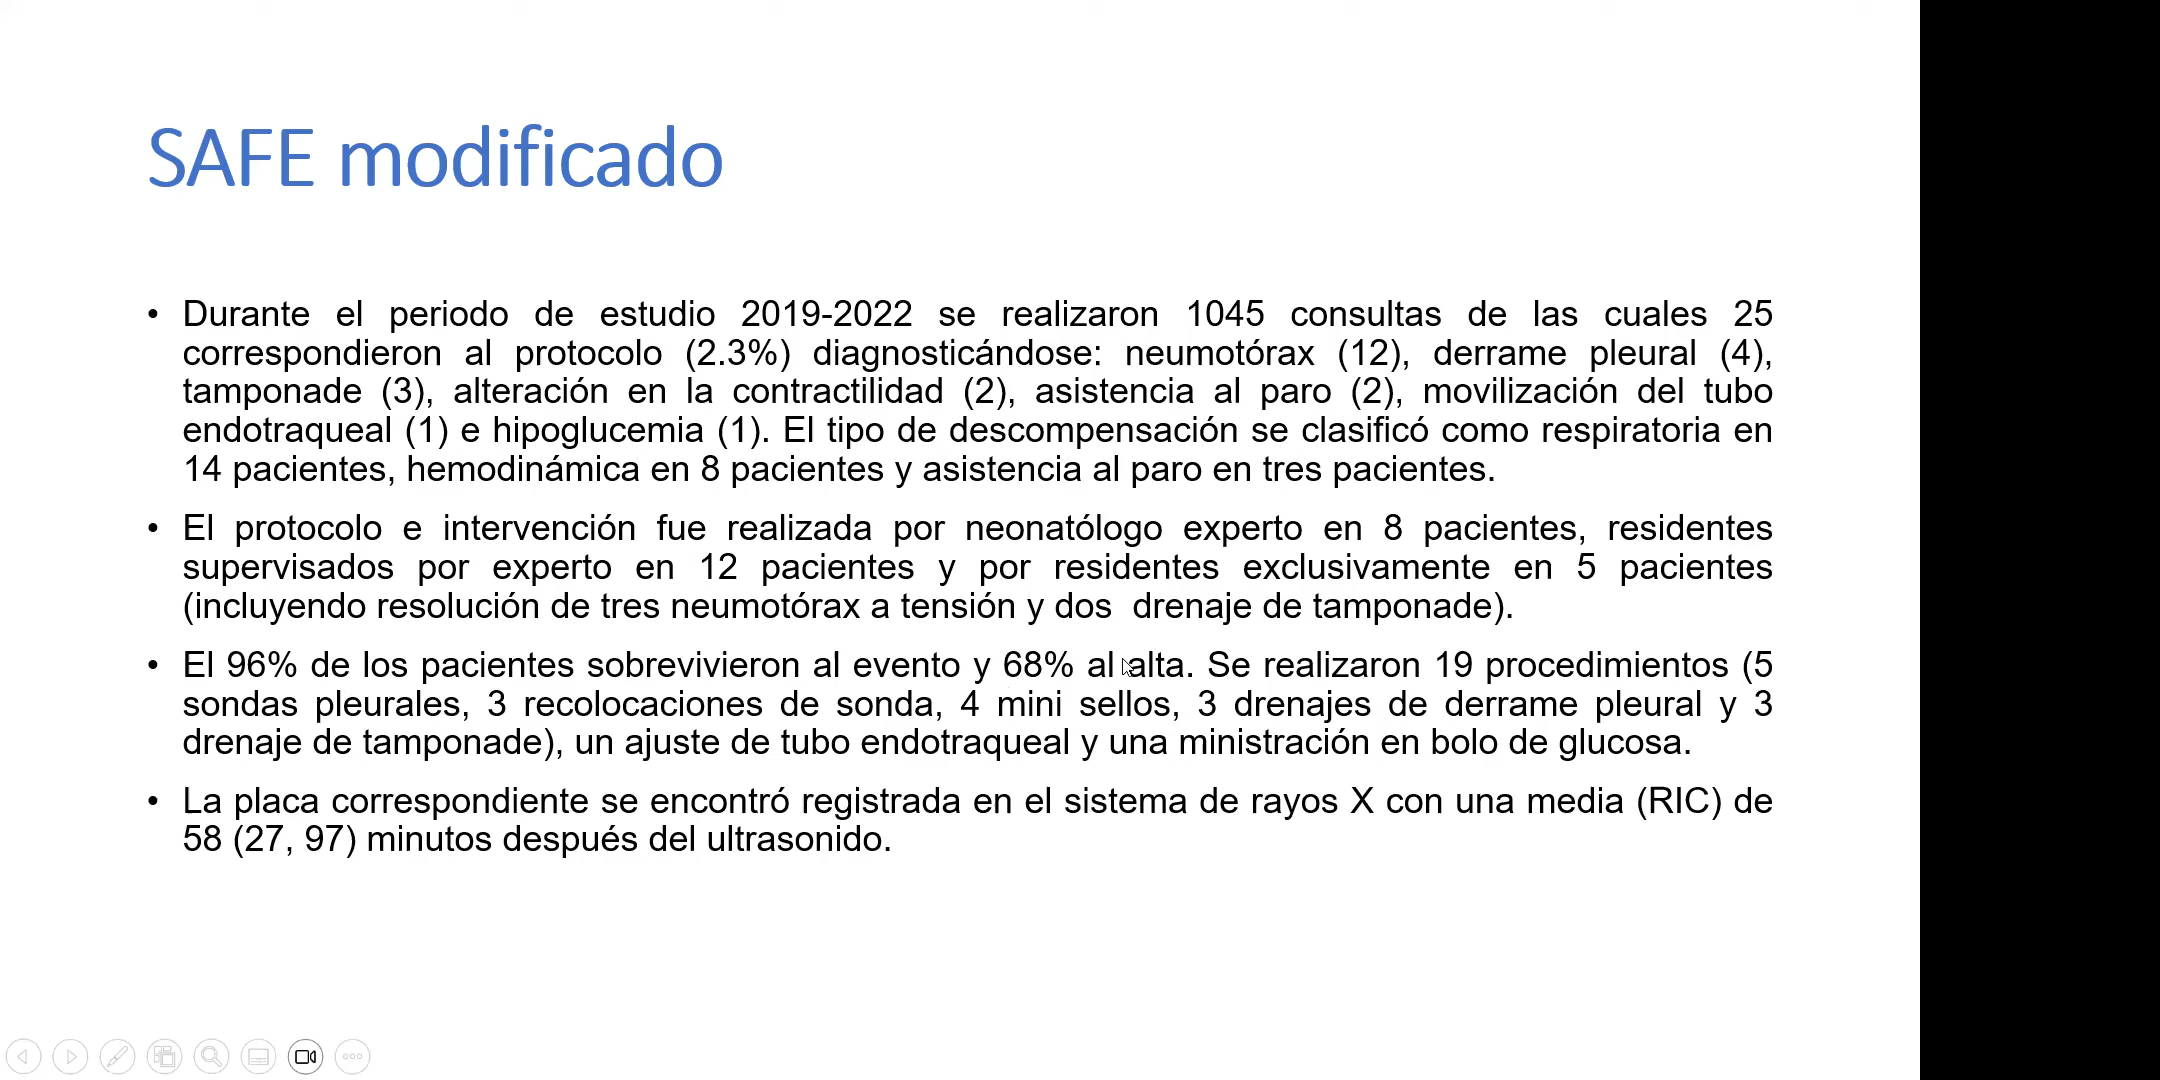 SAFE modificado
• Durante el periodo de estudio 2019-2022 se realizaron 1045 consultas de las cuales 25
correspondieron al protocolo (2.3%) diagnosticándose: neumotórax (12), derrame pleural (4),
tamponade (3), alteración en la contractilidad (2), asistencia al paro (2), movilización del tubo
endotraqueal (1) e hipoglucemia (1). El tipo de descompensación se clasificó como respiratoria en
14 pacientes, hemodinámica en 8 pacientes y asistencia al paro en tres pacientes.
• El protocolo e intervención fue realizada por neonatólogo experto en 8 pacientes, residentes
supervisados por experto en 12 pacientes y por residentes exclusivamente en 5 pacientes
(incluyendo resolución de tres neumotórax a tensión y dos  drenaje de tamponade).
• El 96% de los pacientes sobrevivieron al evento y 68% al alta. Se realizaron 19 procedimientos (5
sondas pleurales, 3 recolocaciones de sonda, 4 mini sellos, 3 drenajes de derrame pleural y 3
drenaje de tamponade), un ajuste de tubo endotraqueal y una ministración en bolo de glucosa.
• La placa correspondiente se encontró registrada en el sistema de rayos X con una media (RIC) de
58 (27, 97) minutos después del ultrasonido.